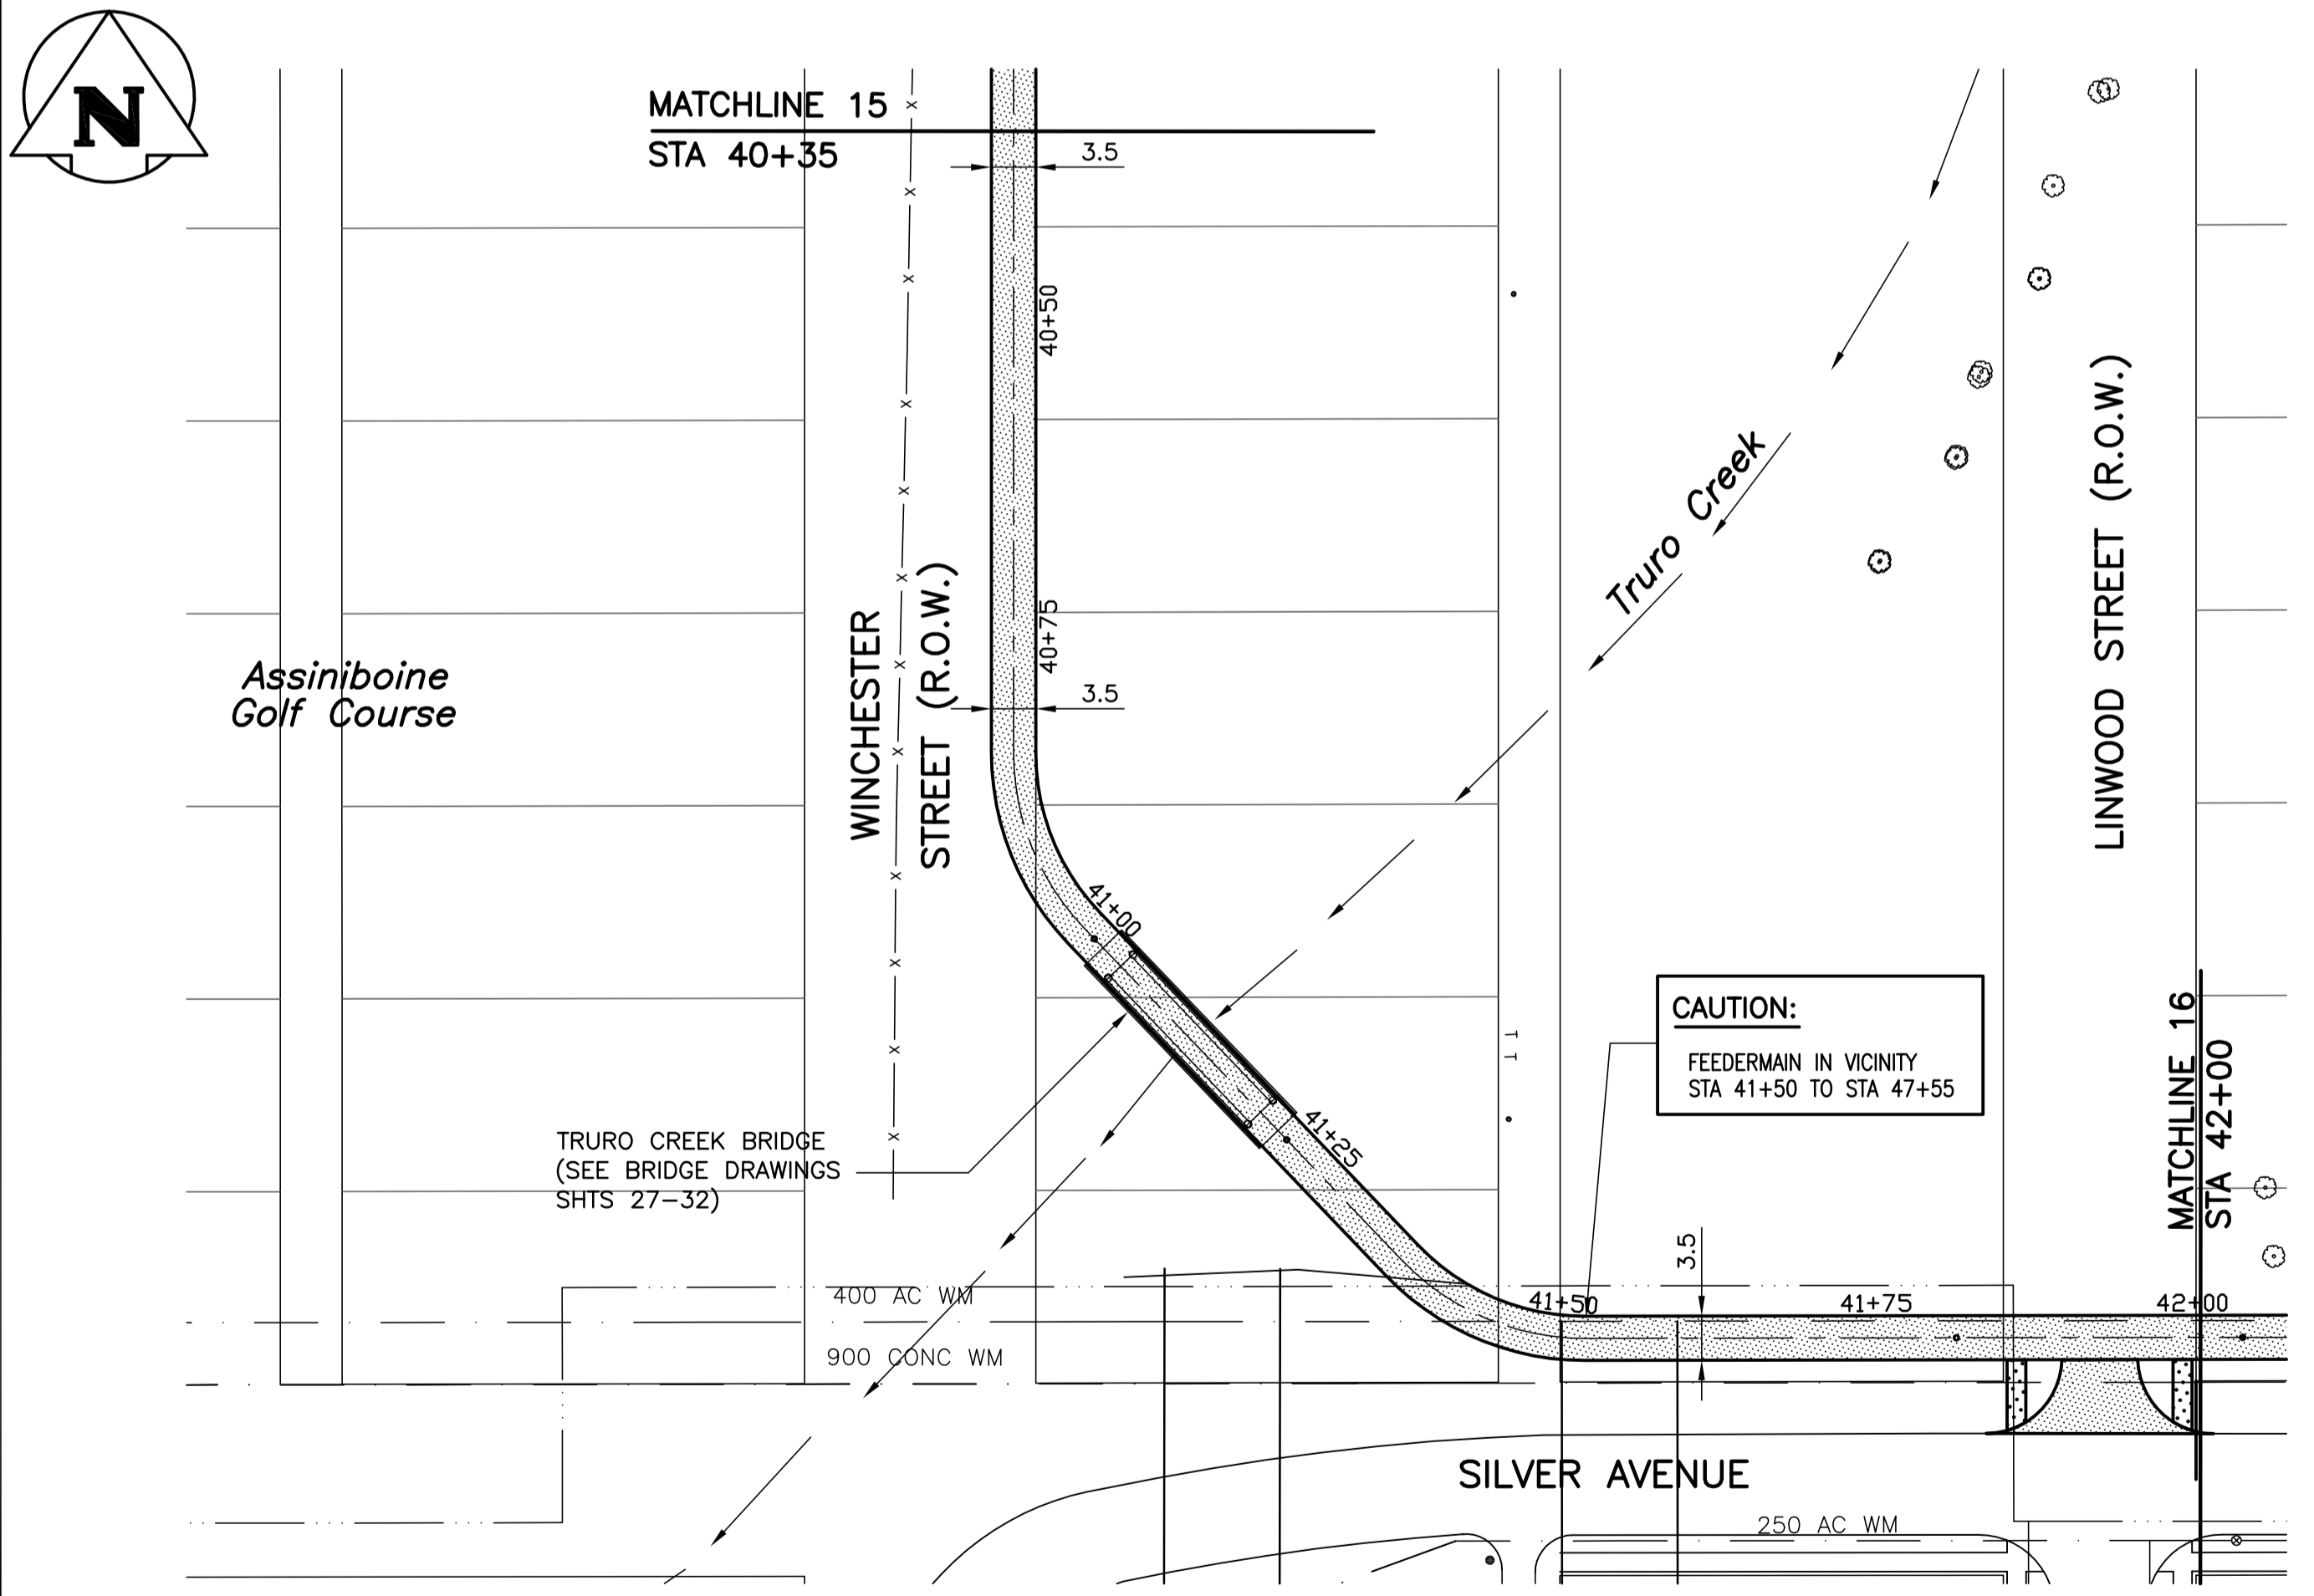 N
MATCHLINE 15
STA 40+35
3.5
40+50
40+75
3.5
WINCHESTER
STREET (R.O.W.)
Assiniboine
Golf Course
Truro Creek
LINWOOD STREET (R.O.W.)
41+00
41+25
TRURO CREEK BRIDGE
(SEE BRIDGE DRAWINGS
SHTS 27-32)
CAUTION:
FEEDERMAIN IN VICINITY
STA 41+50 TO STA 47+55
MATCHLINE 16
STA 42+00
3.5
41+50
41+75
42+00
400 AC WM
900 CONC WM
SILVER AVENUE
250 AC WM